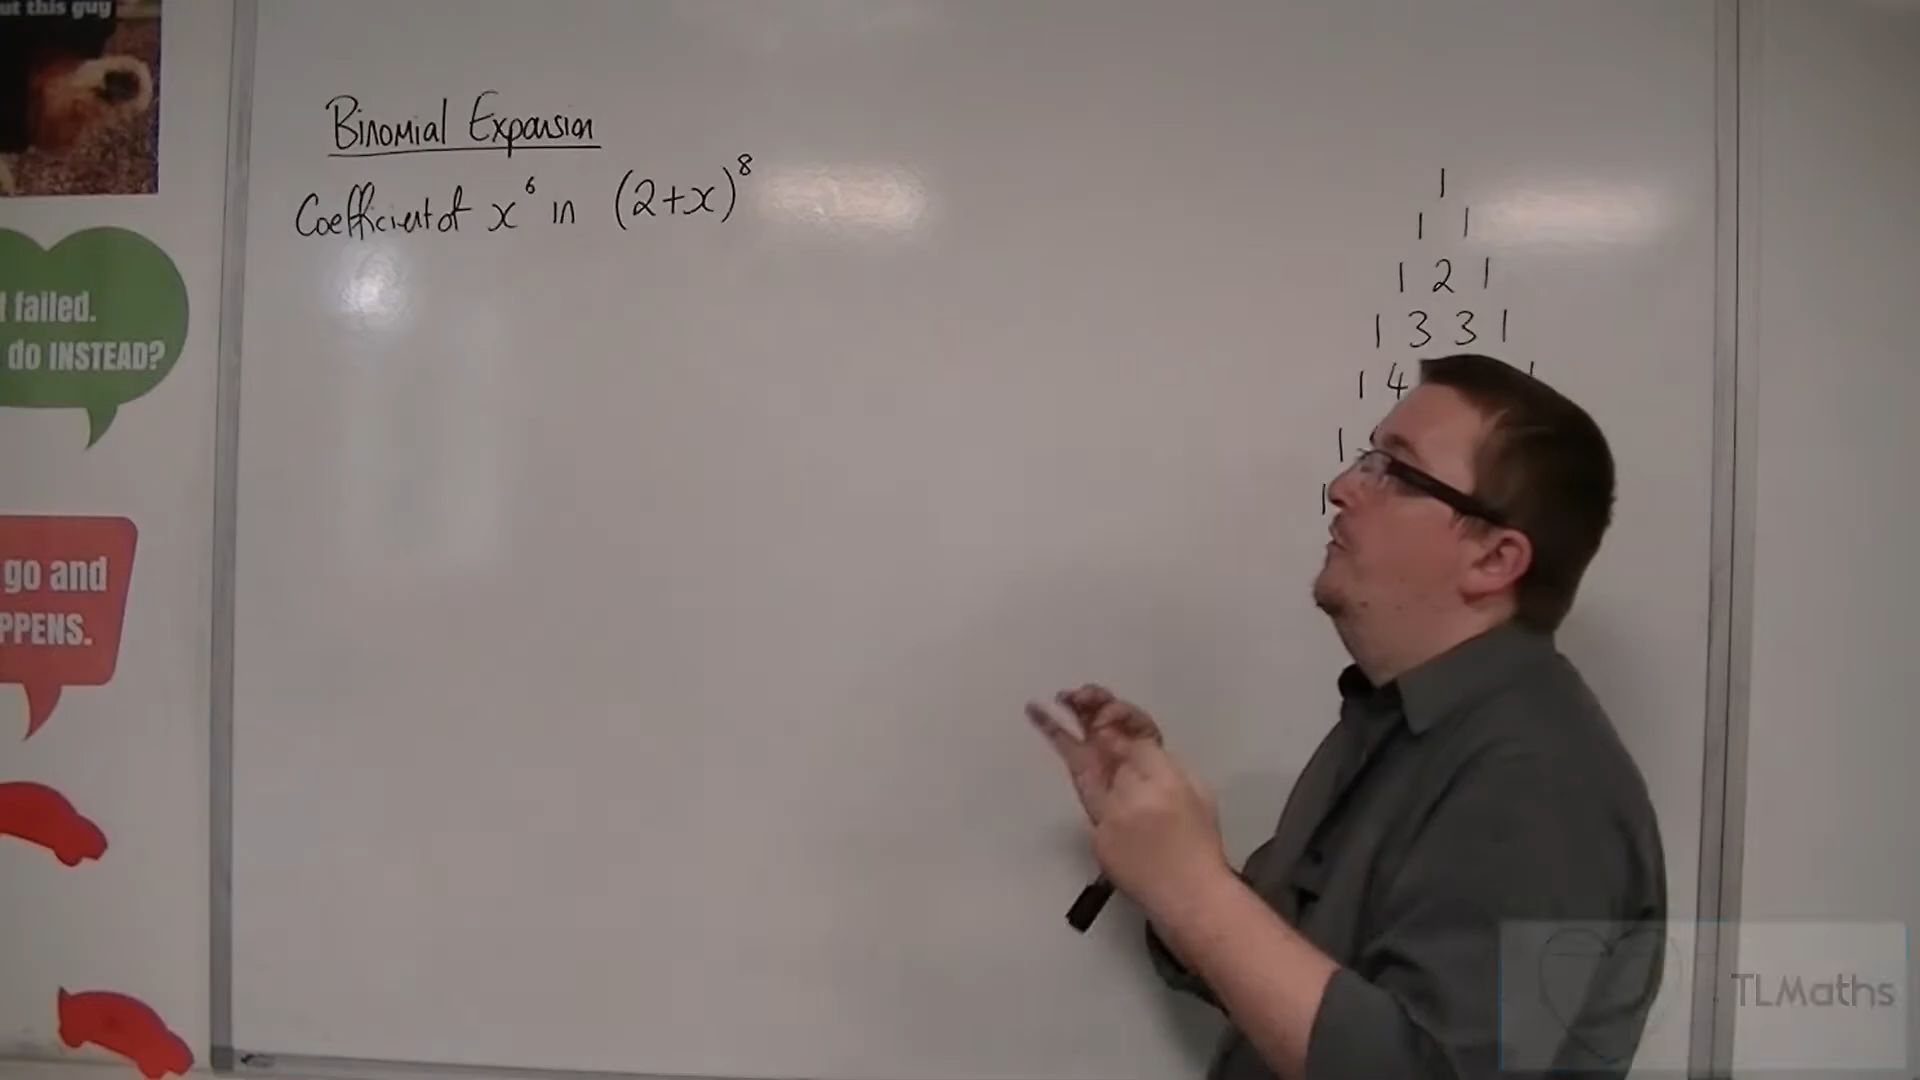 ut this guy
Binomial Expansion
Coefficient of x⁶ in (2+x)⁸
1
1 1
1 2 1
1 3 3 1
1 4 1
1
1
I failed.
do INSTEAD?
go and
PPENS.
TLMaths